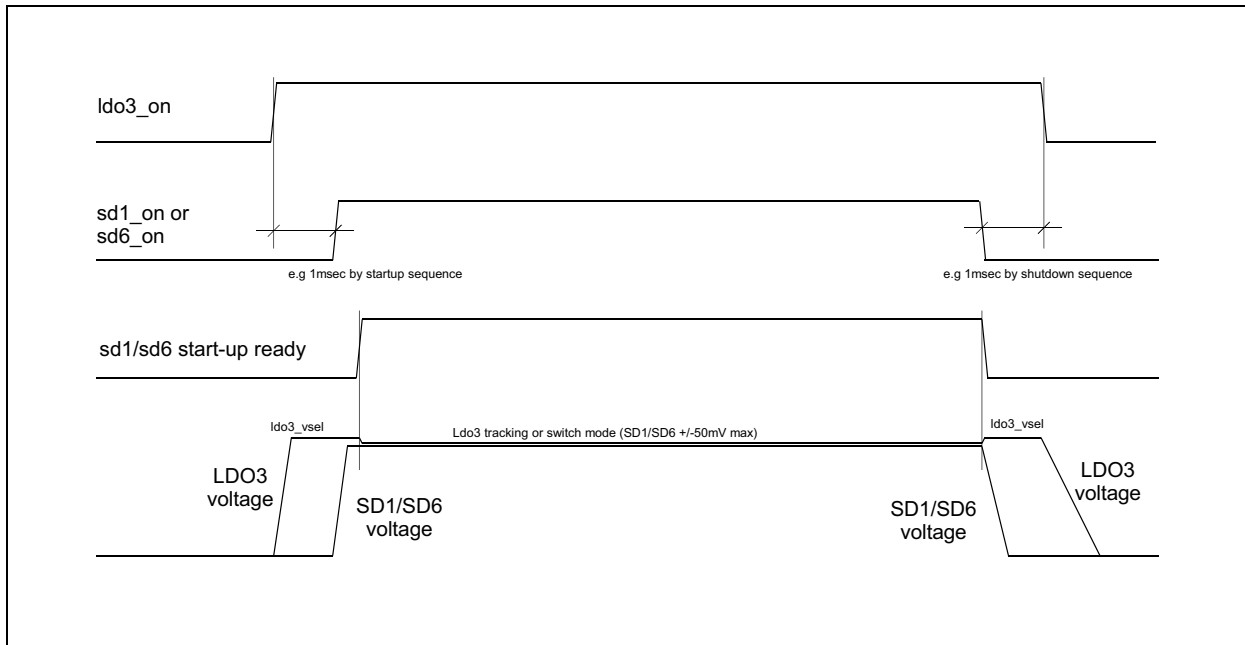 ldo3_on
sd1_on or
sd6_on
e.g 1msec by startup sequence
e.g 1msec by shutdown sequence
sd1/sd6 start-up ready
ldo3_vsel
Ldo3 tracking or switch mode (SD1/SD6 +/-50mV max)
ldo3_vsel
LDO3
voltage
SD1/SD6
voltage
SD1/SD6
voltage
LDO3
voltage